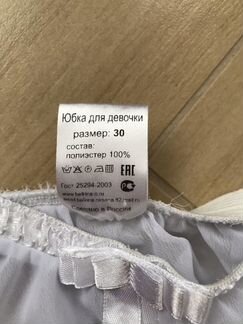 Юбка для девочки
размер: 30
состав:
полиэстер 100%
ЕАС
Гост 25294-2003
Сделано в России